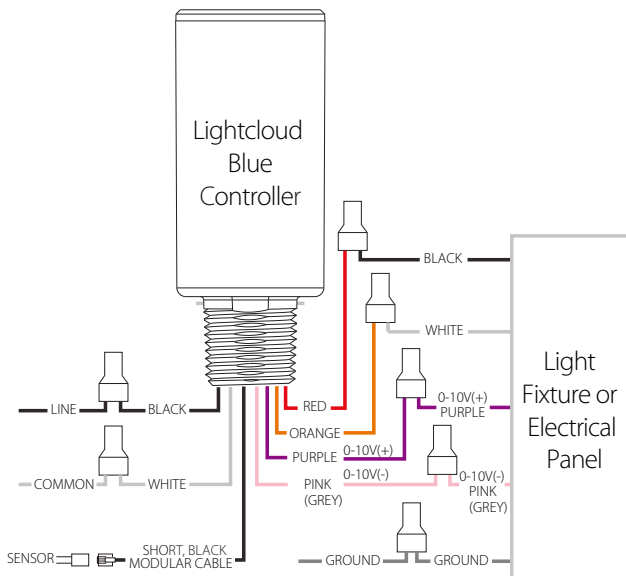 Lightcloud
Blue
Controller
BLACK
WHITE
Light
Fixture or
Electrical
Panel
0-10V(+)
PURPLE
LINE
BLACK
RED
ORANGE
PURPLE
0-10V(+)
COMMON
WHITE
PINK
(GREY)
0-10V(-)
0-10V(-)
PINK
(GREY)
SENSOR
SHORT, BLACK
MODULAR CABLE
GROUND
GROUND